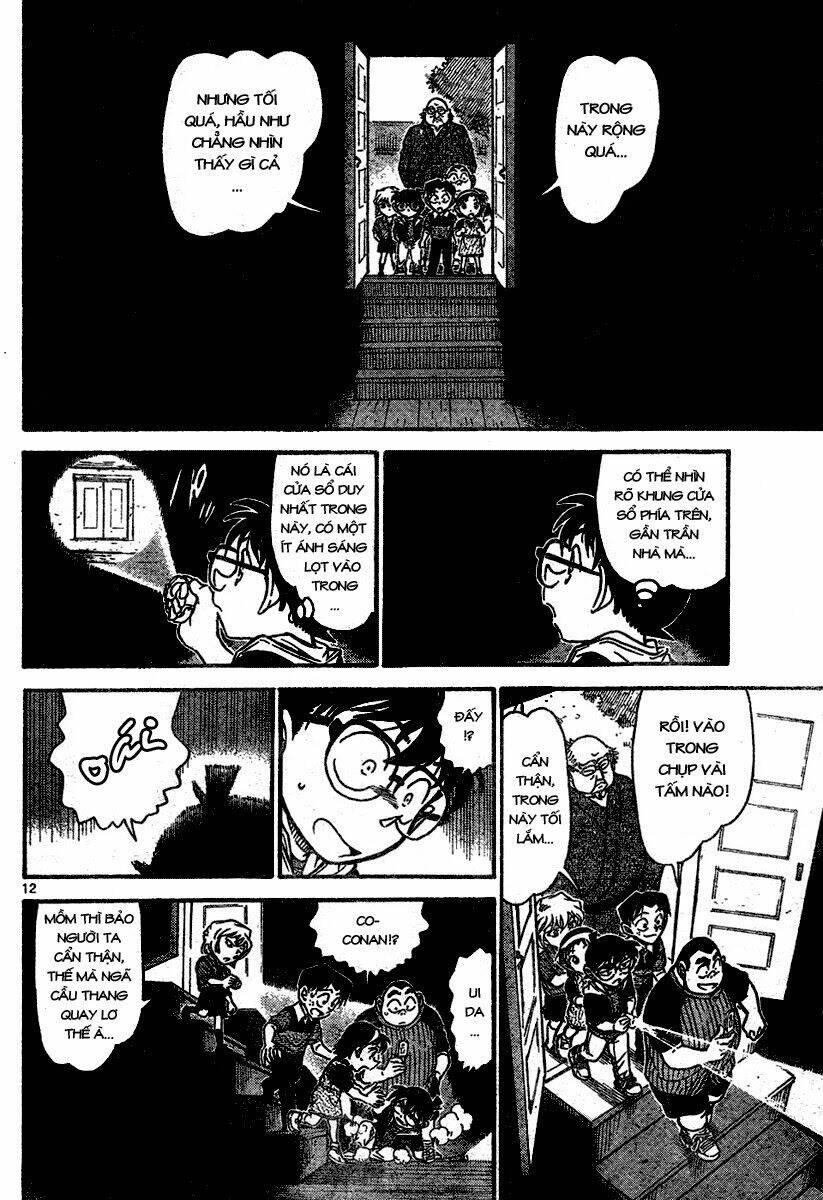 TRONG
NÀY RỘNG
QUÁ...
NHƯNG TỐI
QUÁ, HẦU NHƯ
CHẲNG NHÌN
THẤY GÌ CẢ
...
CÓ THỂ NHÌN
RÕ KHUNG CỬA
SỔ PHÍA TRÊN,
GẦN TRẦN
NHÀ MÀ...
NÓ LÀ CÁI
CỬA SỔ DUY
NHẤT TRONG
NÀY, CÓ MỘT
ÍT ÁNH SÁNG
LỌT VÀO
TRONG
...
RỒI! VÀO
TRONG
CHỤP VÀI
TẤM NÀO!
CẨN
THẬN,
TRONG
NÀY TỐI
LẮM...
ĐẤY
!?
OÁI
12
CO-
CONAN!?
UI
DA
...
MỒM THÌ BẢO
NGƯỜI TA
CẨN THẬN,
THẾ MÀ NGÃ
CẦU THANG
QUAY LƠ
THẾ À...